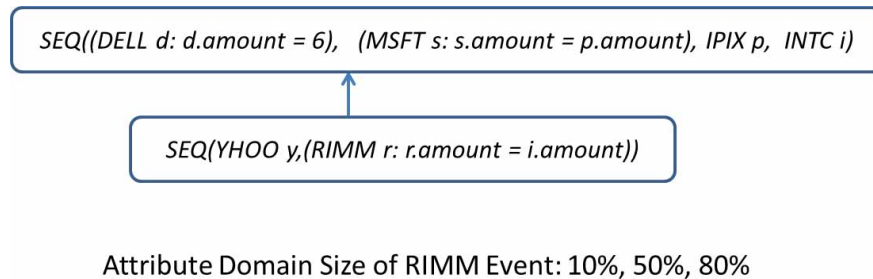 SEQ((DELL d: d.amount = 6), (MSFT s: s.amount = p.amount), IPIX p, INTC i)
SEQ(YHOO y,(RIMM r: r.amount = i.amount))
Attribute Domain Size of RIMM Event: 10%, 50%, 80%